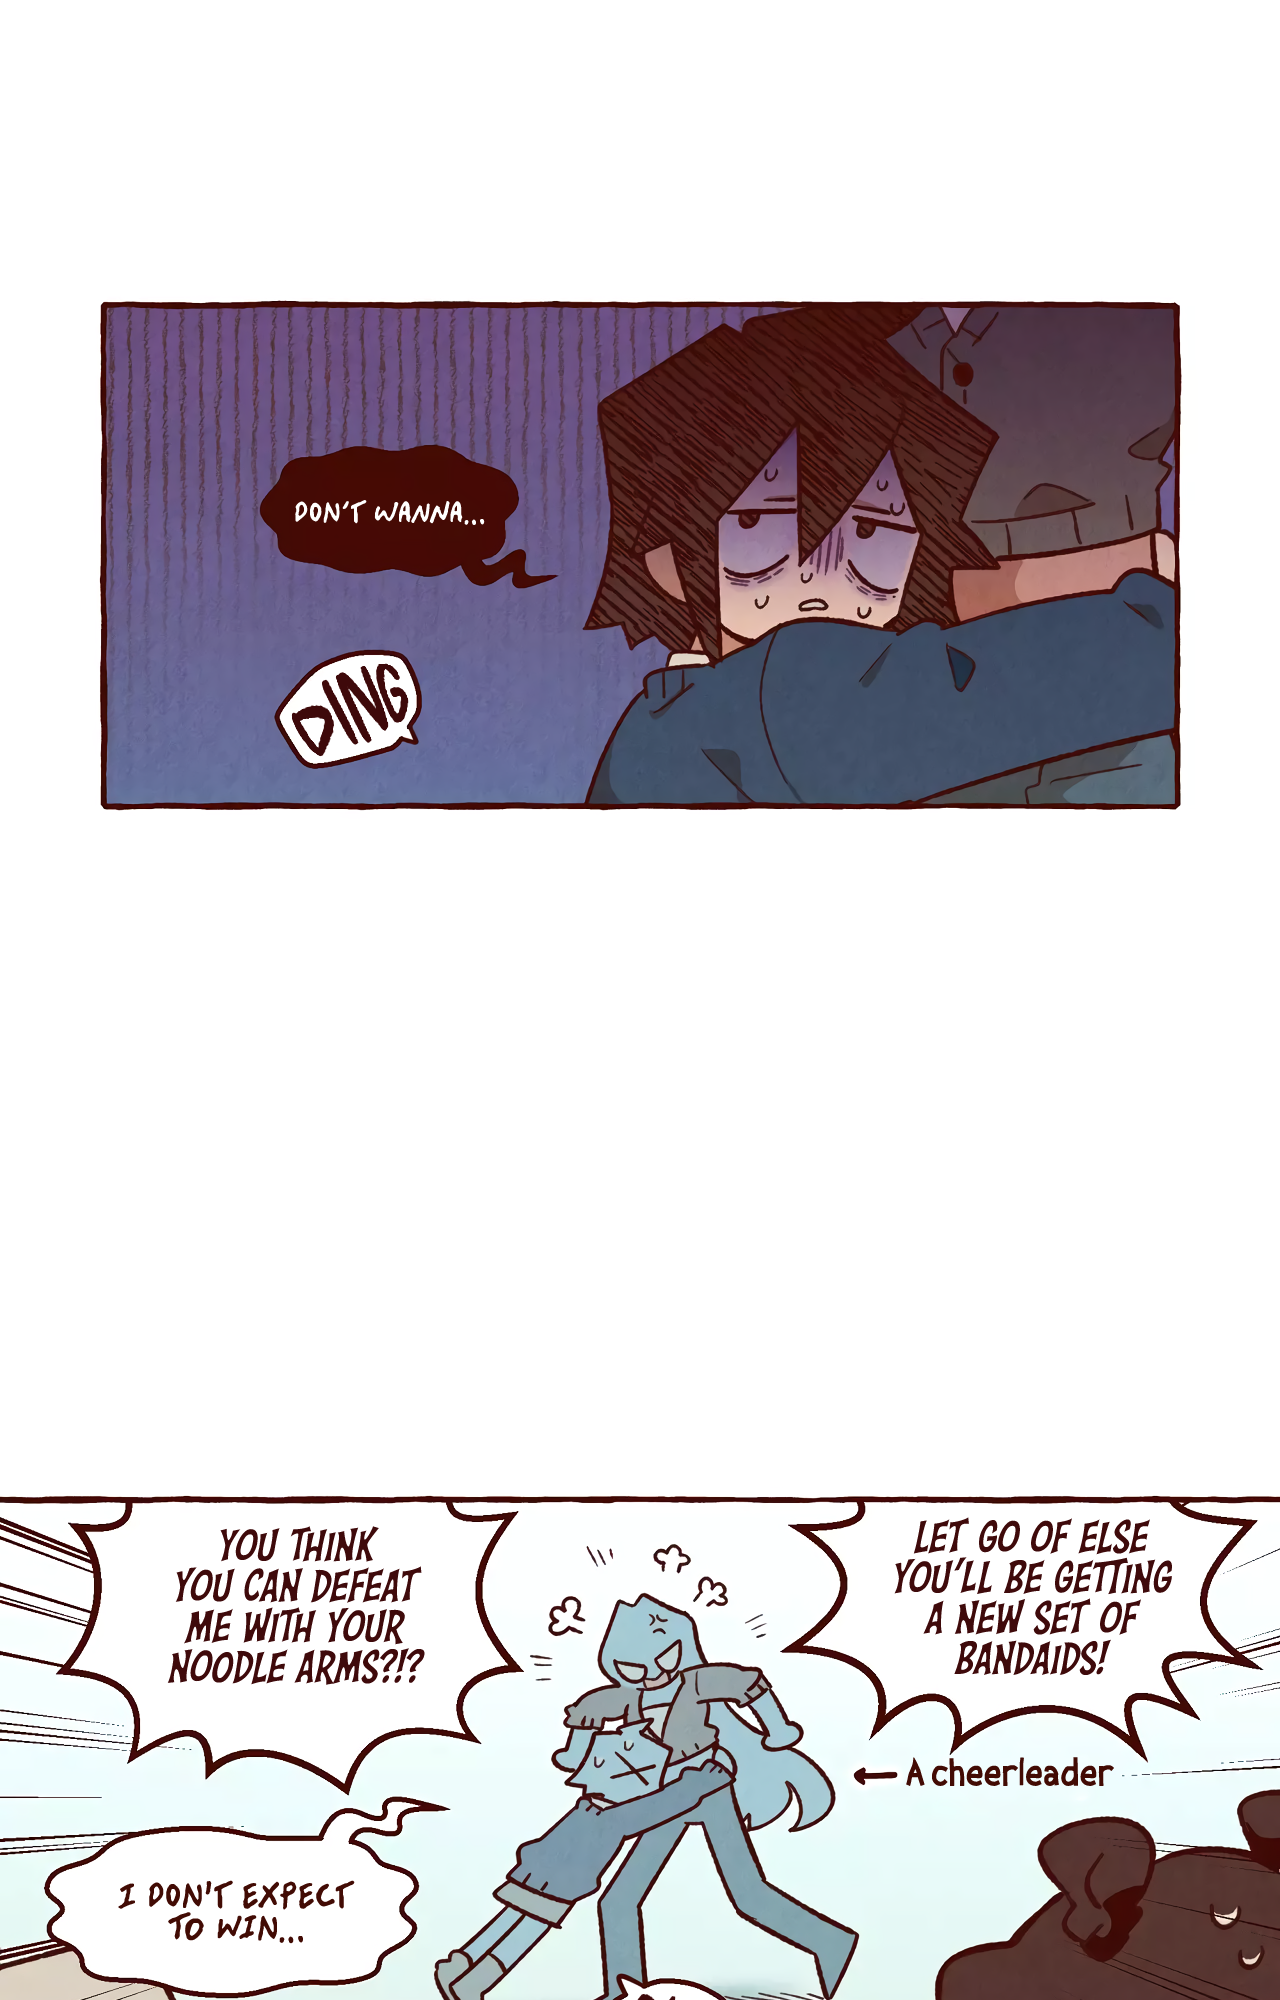 DON'T WANNA...
DING
YOU THINK
YOU CAN DEFEAT
ME WITH YOUR
NOODLE ARMS?!?
LET GO OF ELSE
YOU'LL BE GETTING
A NEW SET OF
BANDAIDS!
← A cheerleader
I DON'T EXPECT
TO WIN...